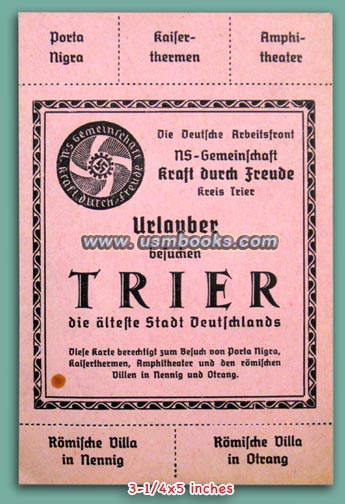 Porta
Nigra
Kaiser-
thermen
Amphi-
theater
NS-Gemeinschaft
Kraft durch Freude
Die Deutsche Arbeitsfront
NS-Gemeinschaft
Kraft durch Freude
Kreis Trier
Urlauber
www.usmbooks.com
besuchen
TRIER
die älteste Stadt Deutschlands
Diese Karte berechtigt zum Besuch von Porta Nigra,
Kaiserthermen, Amphitheater und den römischen
Villen in Nennig und Otrang.
Römische Villa
in Nennig
Römische Villa
in Otrang
3-1/4x5 inches